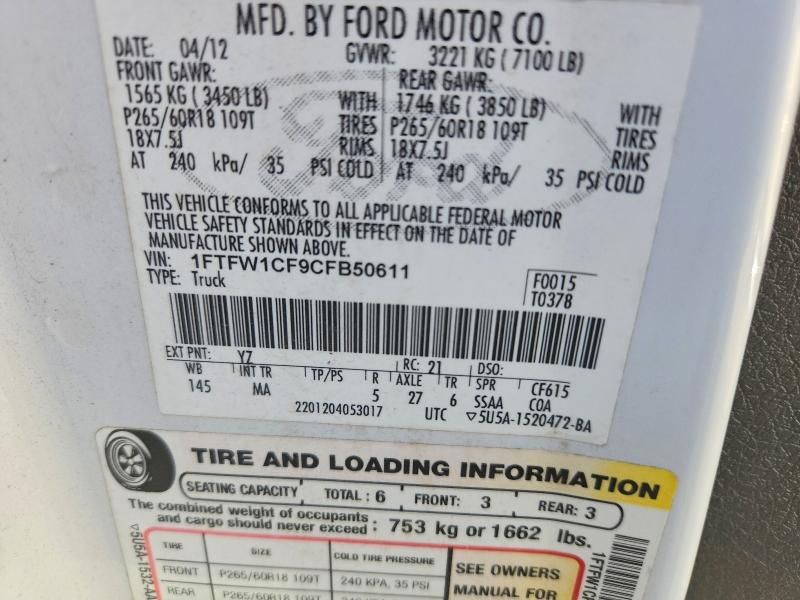 MFD. BY FORD MOTOR CO.
DATE: 04/12 GVWR: 3221 KG ( 7100 LB)
FRONT GAWR: REAR GAWR:
1565 KG ( 3450 LB) WITH 1746 KG ( 3850 LB) WITH
P265/60R18 109T TIRES P265/60R18 109T TIRES
18X7.5J RIMS 18X7.5J RIMS
AT 240 kPa/ 35 PSI COLD AT 240 kPa/ 35 PSI COLD
THIS VEHICLE CONFORMS TO ALL APPLICABLE FEDERAL MOTOR
VEHICLE SAFETY STANDARDS IN EFFECT ON THE DATE OF
MANUFACTURE SHOWN ABOVE.
VIN: 1FTFW1CF9CFB50611 F0015
TYPE: Truck T0378
EXT PNT: YZ RC: 21 DSO:
WB INT TR TP/PS R AXLE TR SPR CF615
145 MA 5 27 6 SSAA COA
2201204053017 UTC ▽5U5A-1520472-BA
TIRE AND LOADING INFORMATION
SEATING CAPACITY TOTAL : 6 FRONT: 3 REAR: 3
The combined weight of occupants
and cargo should never exceed : 753 kg or 1662 lbs.
TIRE SIZE COLD TIRE PRESSURE
FRONT P265/60R18 109T 240 KPA, 35 PSI
REAR P265/60R18 109T
SEE OWNERS
MANUAL FOR
▽5U5A-1532-AA
1FTFW1CF